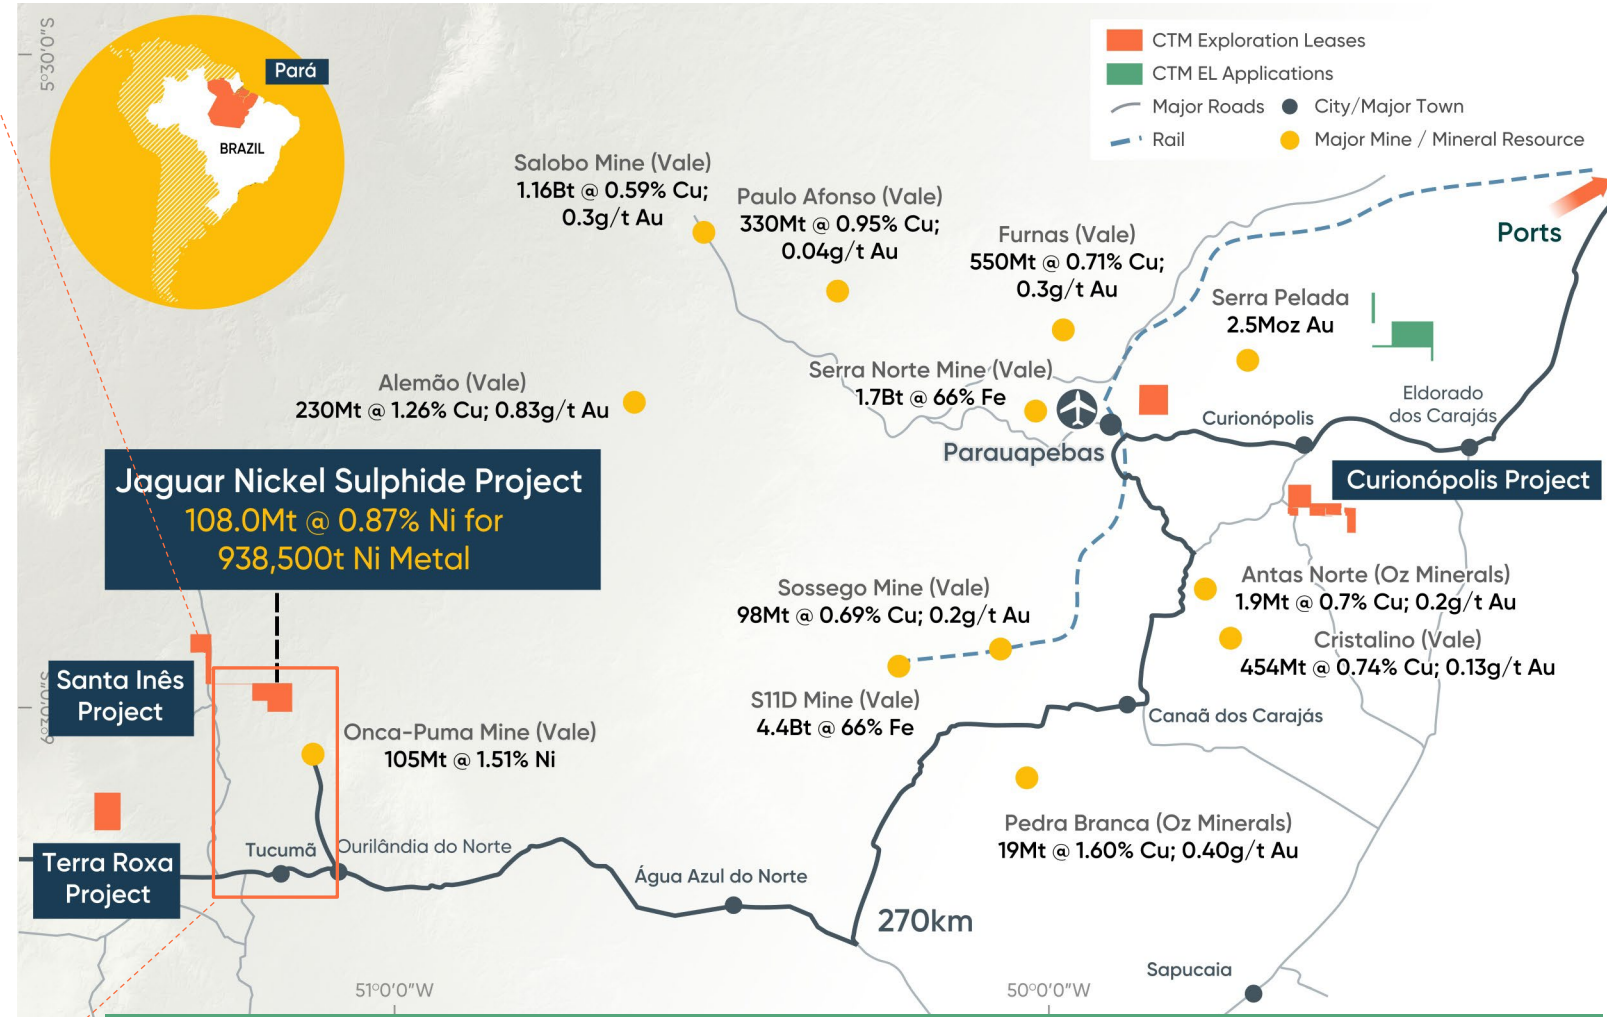 5°30'0"S
Pará
BRAZIL
CTM Exploration Leases
CTM EL Applications
Major Roads
City/Major Town
Rail
Major Mine / Mineral Resource
Salobo Mine (Vale)
1.16Bt @ 0.59% Cu;
0.3g/t Au
Paulo Afonso (Vale)
330Mt @ 0.95% Cu;
0.04g/t Au
Furnas (Vale)
550Mt @ 0.71% Cu;
0.3g/t Au
Ports
Serra Pelada
2.5Moz Au
Alemão (Vale)
230Mt @ 1.26% Cu; 0.83g/t Au
Serra Norte Mine (Vale)
1.7Bt @ 66% Fe
Parauapebas
Curionópolis
Eldorado
dos Carajás
Jaguar Nickel Sulphide Project
108.0Mt @ 0.87% Ni for
938,500t Ni Metal
Curionópolis Project
Sossego Mine (Vale)
98Mt @ 0.69% Cu; 0.2g/t Au
Antas Norte (Oz Minerals)
1.9Mt @ 0.7% Cu; 0.2g/t Au
Cristalino (Vale)
454Mt @ 0.74% Cu; 0.13g/t Au
Santa Inês
Project
6°30'0"S
S11D Mine (Vale)
4.4Bt @ 66% Fe
Canaã dos Carajás
Onca-Puma Mine (Vale)
105Mt @ 1.51% Ni
Pedra Branca (Oz Minerals)
19Mt @ 1.60% Cu; 0.40g/t Au
Terra Roxa
Project
Tucumã
Ourilândia do Norte
Água Azul do Norte
270km
Sapucaia
51°0'0"W
50°0'0"W